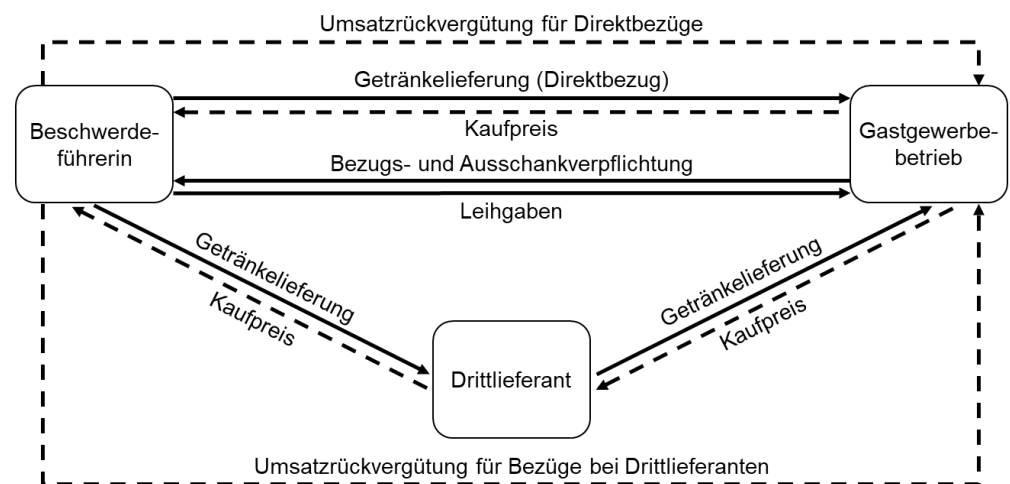 Umsatzrückvergütung für Direktbezüge
Getränkelieferung (Direktbezug)
Kaufpreis
Beschwerde-
führerin
Gastgewerbe-
betrieb
Bezugs- und Ausschankverpflichtung
Leihgaben
Getränkelieferung
Kaufpreis
Getränkelieferung
Kaufpreis
Drittlieferant
Umsatzrückvergütung für Bezüge bei Drittlieferanten